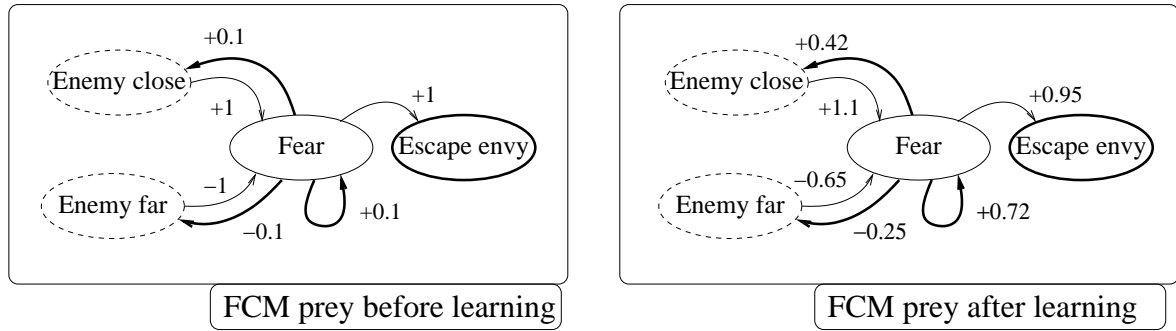 +0.1
Enemy close
+1
+1
Fear
Escape envy
−1
Enemy far
+0.1
−0.1
FCM prey before learning
+0.42
Enemy close
+1.1
+0.95
Fear
Escape envy
−0.65
Enemy far
+0.72
−0.25
FCM prey after learning